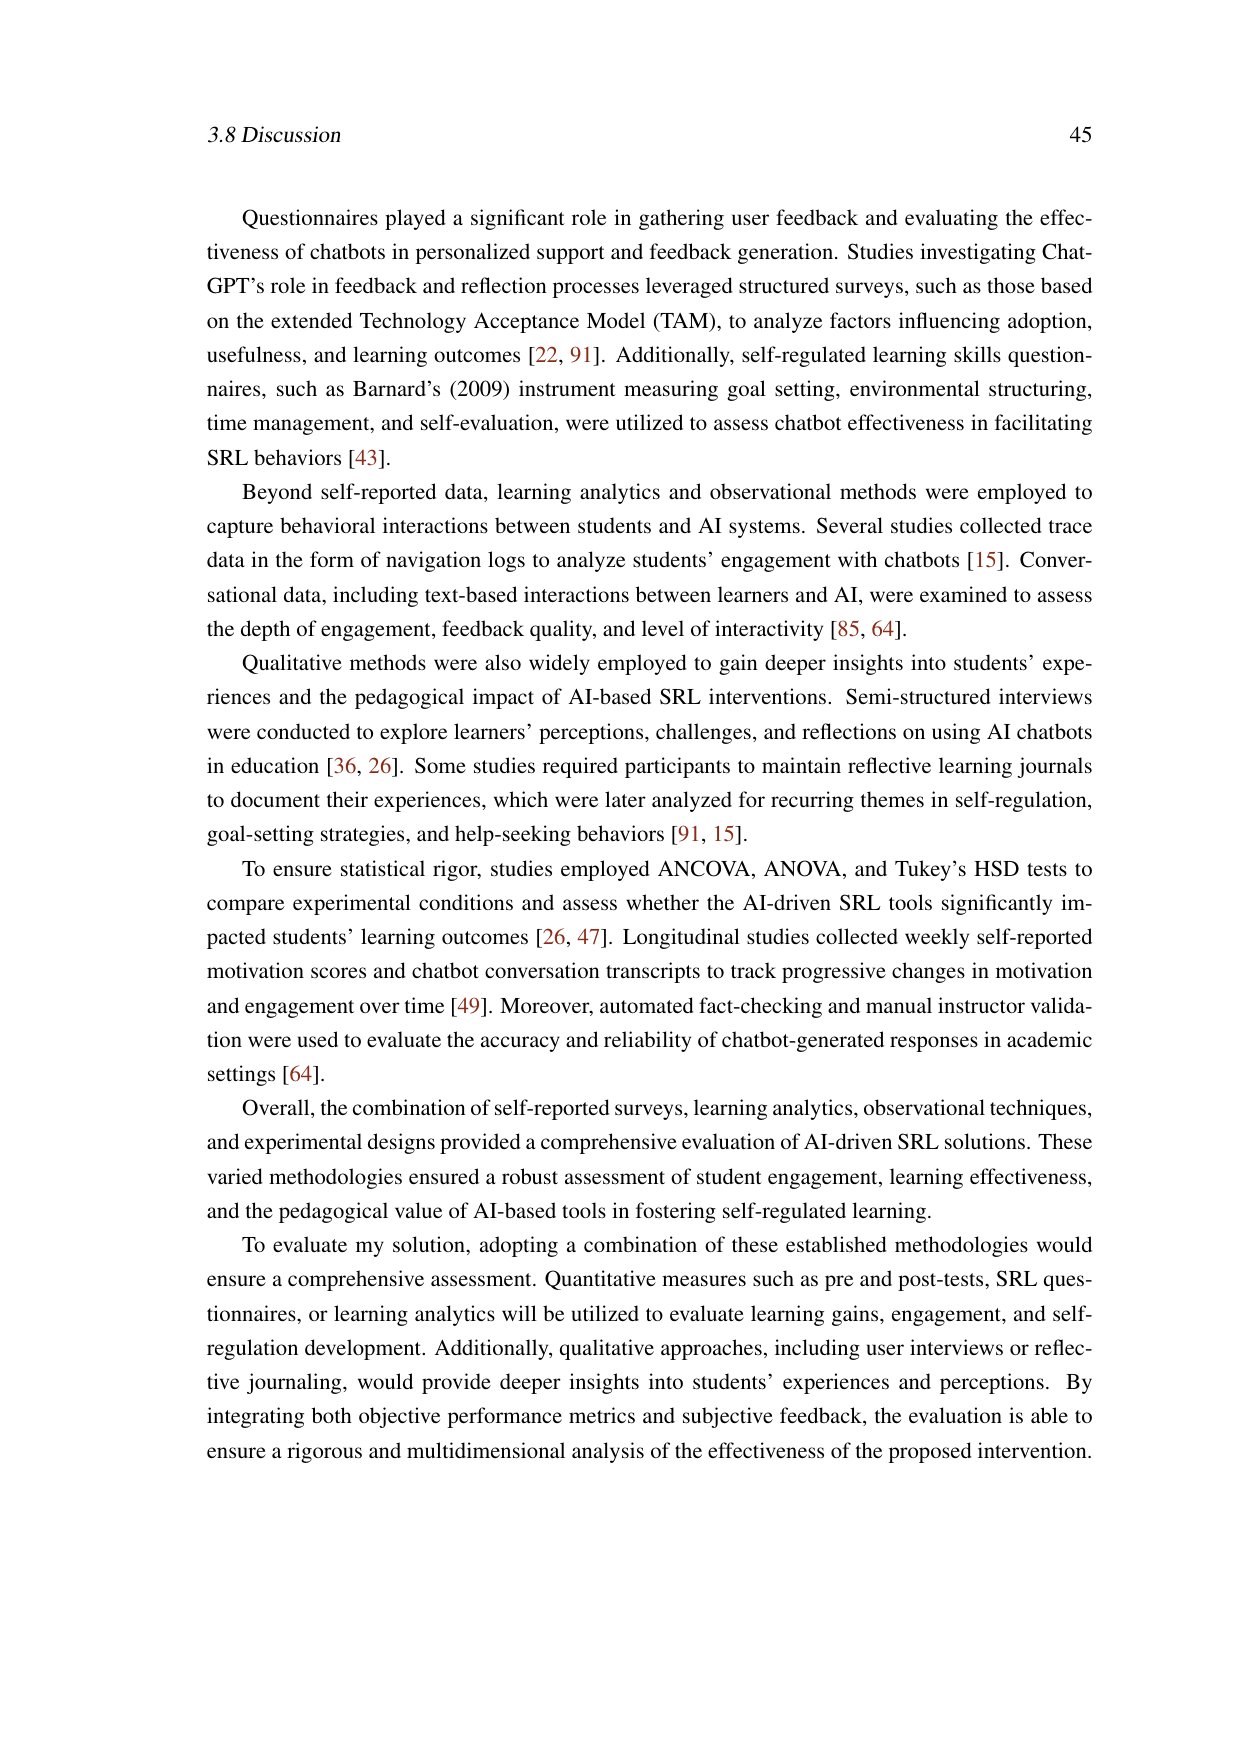 3.8 Discussion 45
Questionnaires played a significant role in gathering user feedback and evaluating the effec-
tiveness of chatbots in personalized support and feedback generation. Studies investigating Chat-
GPT’s role in feedback and reflection processes leveraged structured surveys, such as those based
on the extended Technology Acceptance Model (TAM), to analyze factors influencing adoption,
usefulness, and learning outcomes [22, 91]. Additionally, self-regulated learning skills question-
naires, such as Barnard’s (2009) instrument measuring goal setting, environmental structuring,
time management, and self-evaluation, were utilized to assess chatbot effectiveness in facilitating
SRL behaviors [43].
Beyond self-reported data, learning analytics and observational methods were employed to
capture behavioral interactions between students and AI systems. Several studies collected trace
data in the form of navigation logs to analyze students’ engagement with chatbots [15]. Conver-
sational data, including text-based interactions between learners and AI, were examined to assess
the depth of engagement, feedback quality, and level of interactivity [85, 64].
Qualitative methods were also widely employed to gain deeper insights into students’ expe-
riences and the pedagogical impact of AI-based SRL interventions. Semi-structured interviews
were conducted to explore learners’ perceptions, challenges, and reflections on using AI chatbots
in education [36, 26]. Some studies required participants to maintain reflective learning journals
to document their experiences, which were later analyzed for recurring themes in self-regulation,
goal-setting strategies, and help-seeking behaviors [91, 15].
To ensure statistical rigor, studies employed ANCOVA, ANOVA, and Tukey’s HSD tests to
compare experimental conditions and assess whether the AI-driven SRL tools significantly im-
pacted students’ learning outcomes [26, 47]. Longitudinal studies collected weekly self-reported
motivation scores and chatbot conversation transcripts to track progressive changes in motivation
and engagement over time [49]. Moreover, automated fact-checking and manual instructor valida-
tion were used to evaluate the accuracy and reliability of chatbot-generated responses in academic
settings [64].
Overall, the combination of self-reported surveys, learning analytics, observational techniques,
and experimental designs provided a comprehensive evaluation of AI-driven SRL solutions. These
varied methodologies ensured a robust assessment of student engagement, learning effectiveness,
and the pedagogical value of AI-based tools in fostering self-regulated learning.
To evaluate my solution, adopting a combination of these established methodologies would
ensure a comprehensive assessment. Quantitative measures such as pre and post-tests, SRL ques-
tionnaires, or learning analytics will be utilized to evaluate learning gains, engagement, and self-
regulation development. Additionally, qualitative approaches, including user interviews or reflec-
tive journaling, would provide deeper insights into students’ experiences and perceptions. By
integrating both objective performance metrics and subjective feedback, the evaluation is able to
ensure a rigorous and multidimensional analysis of the effectiveness of the proposed intervention.